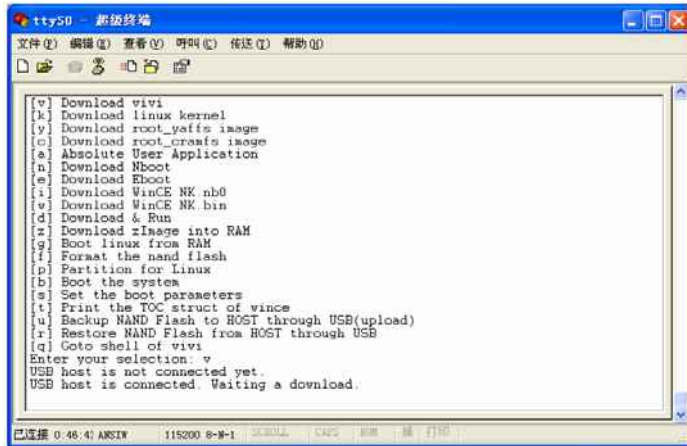 ttyS0 - 超级终端
文件(F) 编辑(E) 查看(V) 呼叫(C) 传送(T) 帮助(H)
[v] Download vivi
[k] Download linux kernel
[y] Download root_yaffs image
[c] Download root_cramfs image
[a] Absolute User Application
[n] Download Nboot
[e] Download Eboot
[i] Download WinCE NK.nb0
[w] Download WinCE NK.bin
[d] Download & Run
[z] Download zImage into RAM
[g] Boot linux from RAM
[f] Format the nand flash
[p] Partition for Linux
[b] Boot the system
[s] Set the boot parameters
[t] Print the TOC struct of wince
[u] Backup NAND Flash to HOST through USB(upload)
[r] Restore NAND Flash from HOST through USB
[q] Goto shell of vivi
Enter your selection: v
USB host is not connected yet.
USB host is connected. Waiting a download.
已连接 0:46:4 ANSIW 115200 8-N-1 SCROLL CAPS NUM 捕 打印